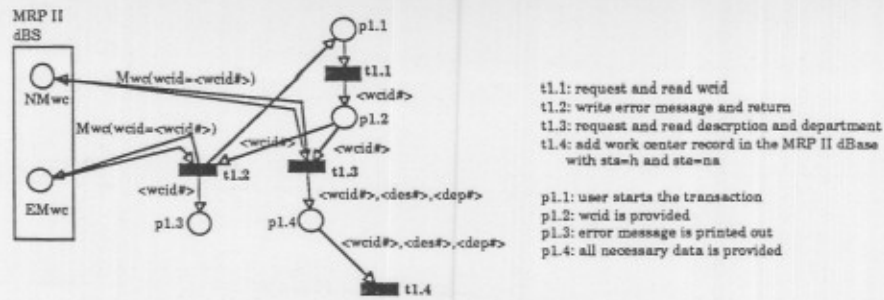 MRP II
dBS
NMwc
EMwc
Mwc(wcid=<wcid#>)
Mwc(wcid=<wcid#>)
p1.1
t1.1
<wcid#>
p1.2
<wcid#>
<wcid#>
t1.2
t1.3
<wcid#>
p1.3
<wcid#>,<des#>,<dep#>
p1.4
<wcid#>,<des#>,<dep#>
t1.4
t1.1: request and read wcid
t1.2: write error message and return
t1.3: request and read descrption and department
t1.4: add work center record in the MRP II dBase
with sta=h and ste=na
p1.1: user starts the transaction
p1.2: wcid is provided
p1.3: error message is printed out
p1.4: all necessary data is provided